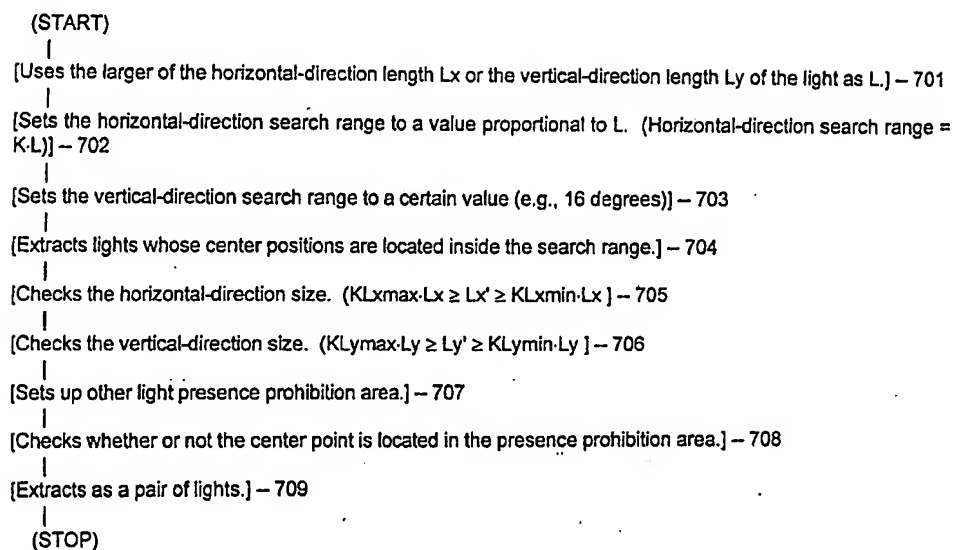 (START)
[Uses the larger of the horizontal-direction length Lx or the vertical-direction length Ly of the light as L.] – 701
[Sets the horizontal-direction search range to a value proportional to L. (Horizontal-direction search range =
K·L)] – 702
[Sets the vertical-direction search range to a certain value (e.g., 16 degrees)] – 703
[Extracts lights whose center positions are located inside the search range.] – 704
[Checks the horizontal-direction size. (KLxmax·Lx ≥ Lx' ≥ KLxmin·Lx ] – 705
[Checks the vertical-direction size. (KLymax·Ly ≥ Ly' ≥ KLymin·Ly ] – 706
[Sets up other light presence prohibition area.] – 707
[Checks whether or not the center point is located in the presence prohibition area.] – 708
[Extracts as a pair of lights.] – 709
(STOP)